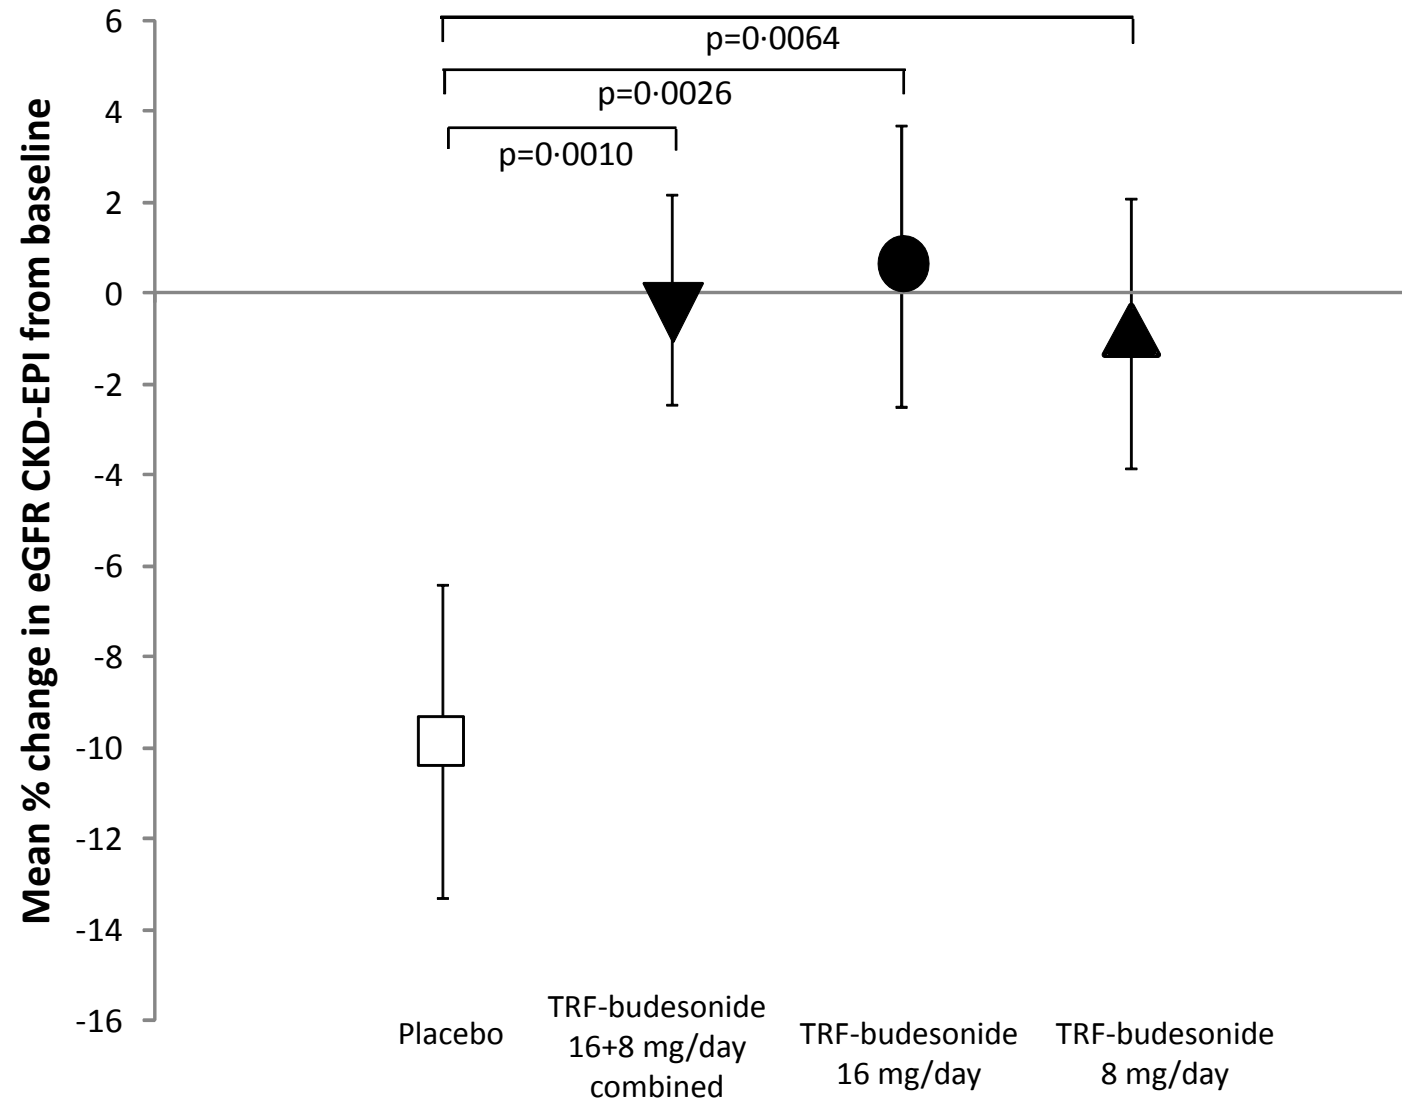 Mean % change in eGFR CKD-EPI from baseline
6
4
2
0
-2
-4
-6
-8
-10
-12
-14
-16
p=0·0064
p=0·0026
p=0·0010
Placebo
TRF-budesonide
16+8 mg/day
combined
TRF-budesonide
16 mg/day
TRF-budesonide
8 mg/day